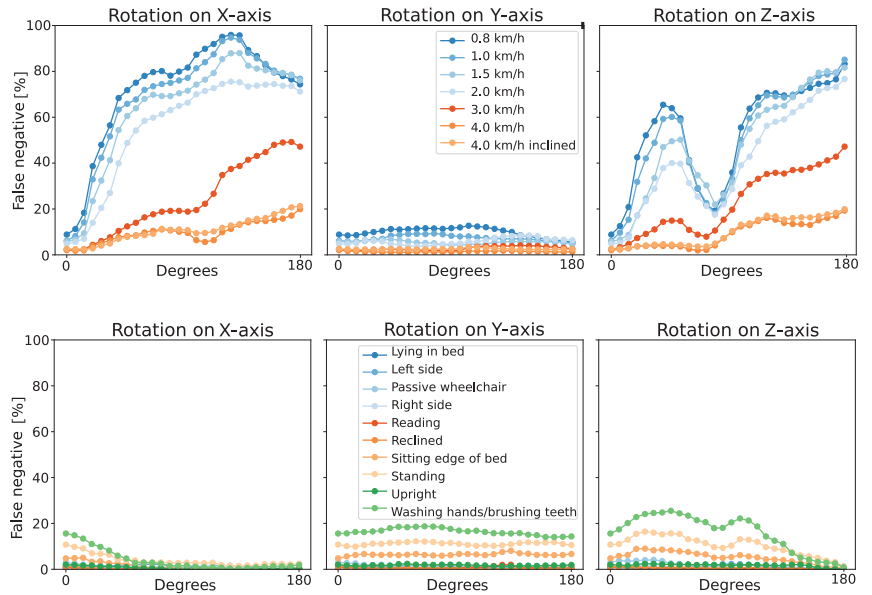 Rotation on X-axis
Rotation on Y-axis
Rotation on Z-axis
False negative [%]
100
80
60
40
20
0
0.8 km/h
1.0 km/h
1.5 km/h
2.0 km/h
3.0 km/h
4.0 km/h
4.0 km/h inclined
0
Degrees
180
0
Degrees
180
0
Degrees
180
Rotation on X-axis
Rotation on Y-axis
Rotation on Z-axis
False negative [%]
100
80
60
40
20
0
Lying in bed
Left side
Passive wheelchair
Right side
Reading
Reclined
Sitting edge of bed
Standing
Upright
Washing hands/brushing teeth
0
Degrees
180
0
Degrees
180
0
Degrees
180